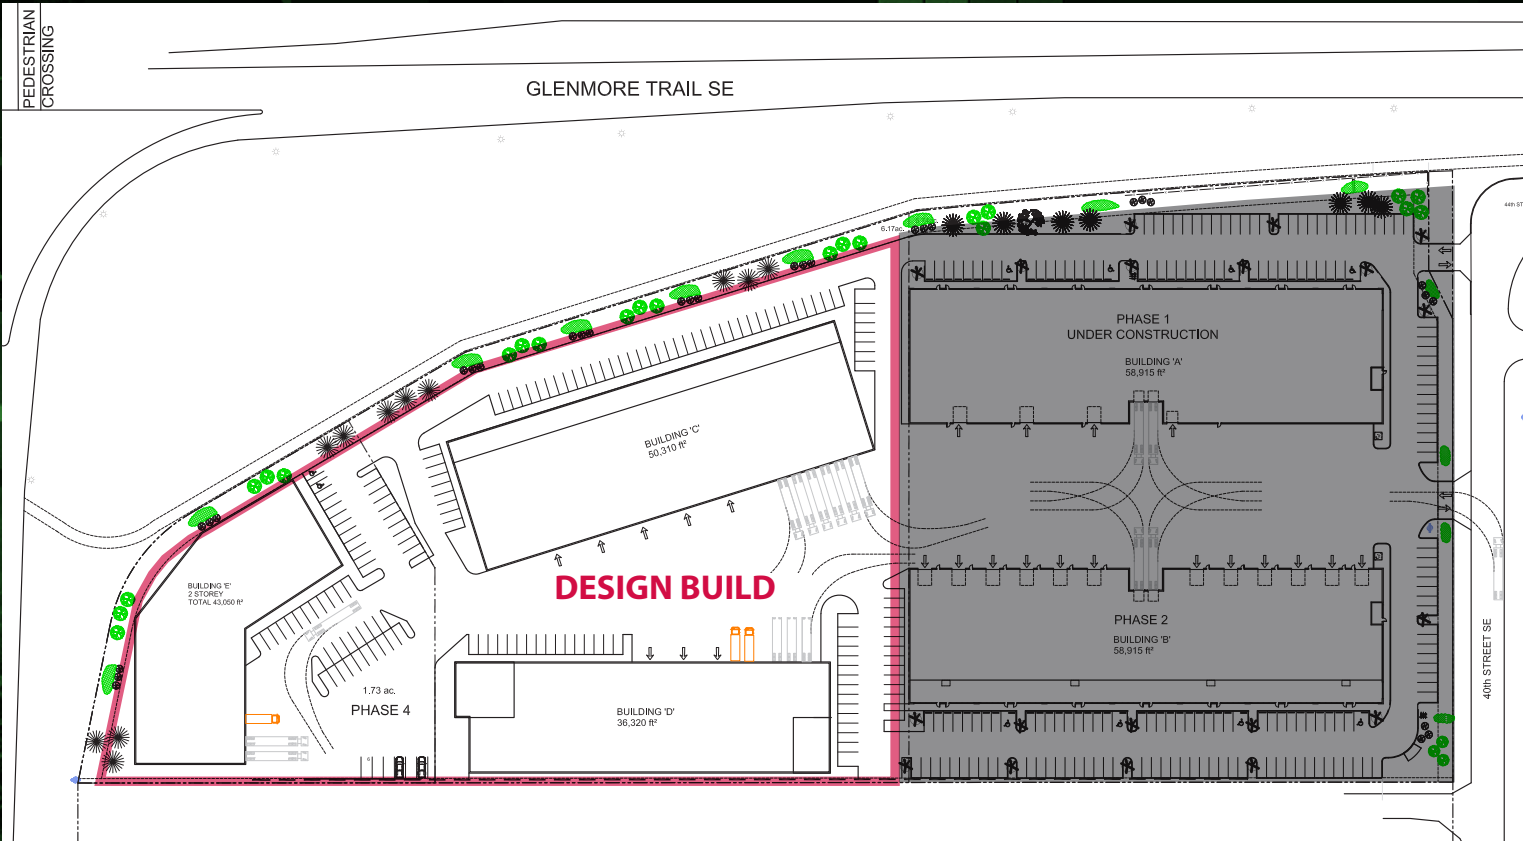 PEDESTRIAN
CROSSING
GLENMORE TRAIL SE
44th ST
6.17ac.
PHASE 1
UNDER CONSTRUCTION
BUILDING 'A'
58,915 ft²
BUILDING 'C'
50,310 ft²
DESIGN BUILD
BUILDING 'E'
2 STOREY
TOTAL 43,050 ft²
PHASE 2
BUILDING 'B'
58,915 ft²
1.73 ac.
PHASE 4
BUILDING 'D'
36,320 ft²
40th STREET SE